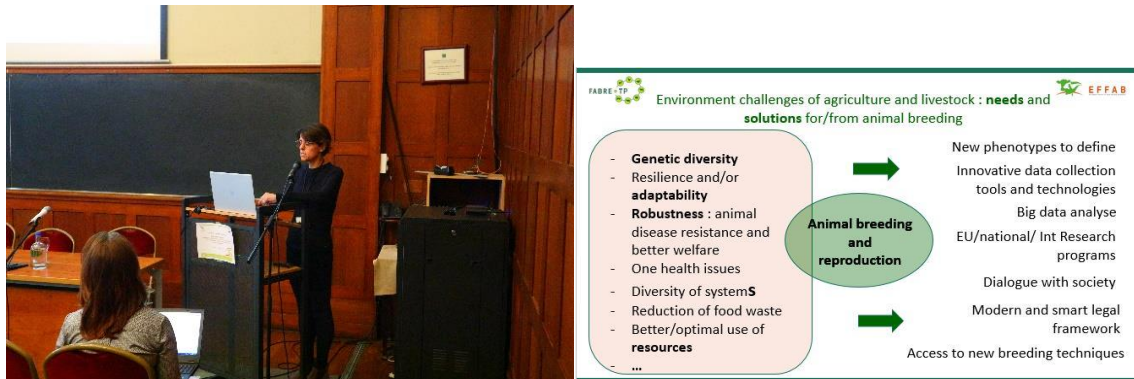 FABRE-TP
EFFAB
Environment challenges of agriculture and livestock : needs and
solutions for/from animal breeding
- Genetic diversity
- Resilience and/or
adaptability
- Robustness : animal
disease resistance and
better welfare
- One health issues
- Diversity of systemS
- Reduction of food waste
- Better/optimal use of
resources
- ...
Animal breeding
and
reproduction
New phenotypes to define
Innovative data collection
tools and technologies
Big data analyse
EU/national/ Int Research
programs
Dialogue with society
Modern and smart legal
framework
Access to new breeding techniques